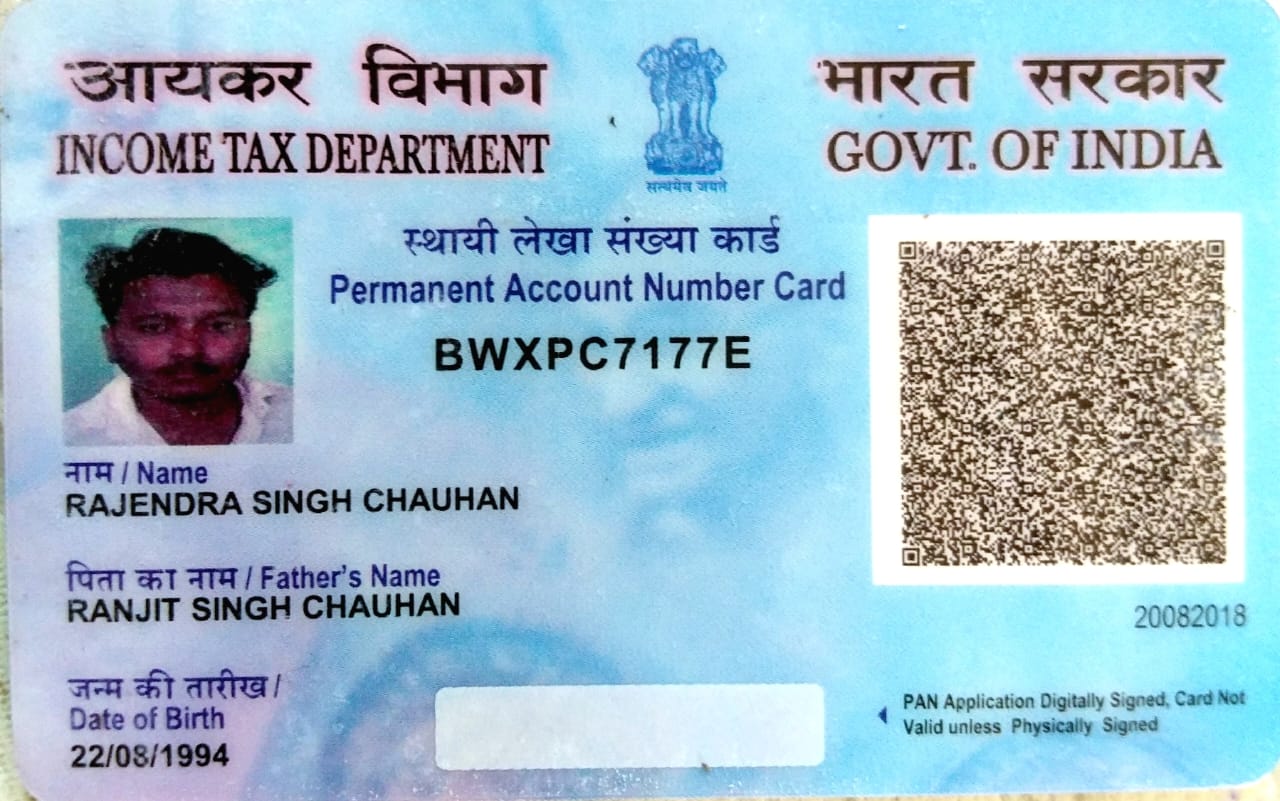 आयकर विभाग
INCOME TAX DEPARTMENT
सत्यमेव जयते
भारत सरकार
GOVT. OF INDIA
स्थायी लेखा संख्या कार्ड
Permanent Account Number Card
BWXPC7177E
नाम / Name
RAJENDRA SINGH CHAUHAN
पिता का नाम / Father's Name
RANJIT SINGH CHAUHAN
जन्म की तारीख /
Date of Birth
22/08/1994
20082018
PAN Application Digitally Signed, Card Not
Valid unless Physically Signed